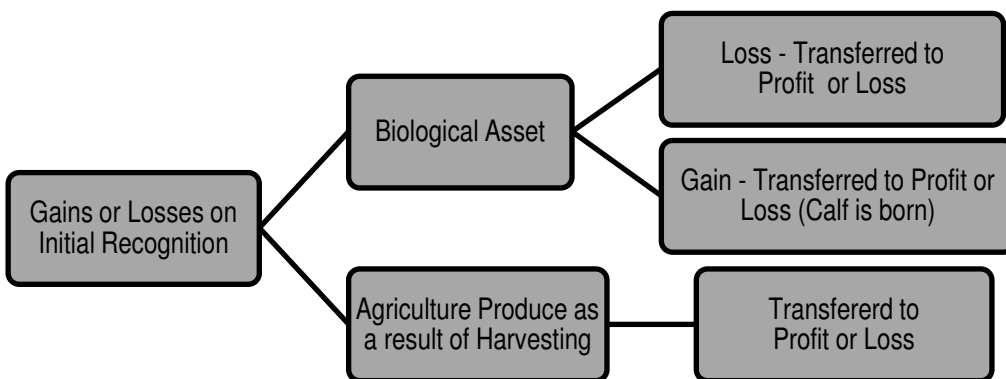 Gains or Losses on
Initial Recognition
Biological Asset
Loss - Transferred to
Profit or Loss
Gain - Transferred to Profit or
Loss (Calf is born)
Agriculture Produce as
a result of Harvesting
Transfererd to
Profit or Loss